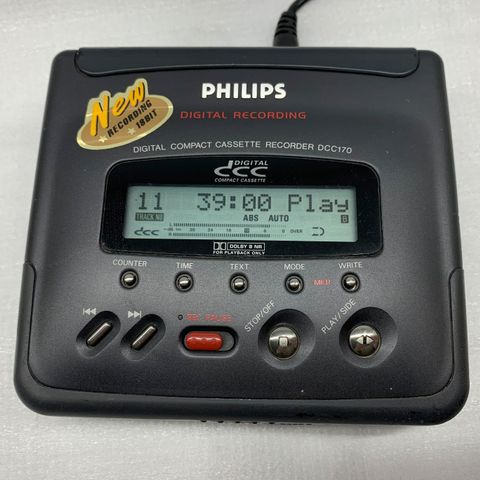 PHILIPS
New
RECORDING
18BIT
DIGITAL RECORDING
DIGITAL COMPACT CASSETTE RECORDER DCC170
DIGITAL
dcc
COMPACT CASSETTE
11 39:00 Play
TRACK NO ABS AUTO B
dcc OVER
DOLBY B NR
FOR PLAYBACK ONLY
COUNTER TIME TEXT MODE MKII WRITE
REC PAUSE STOP/OFF PLAY/SIDE